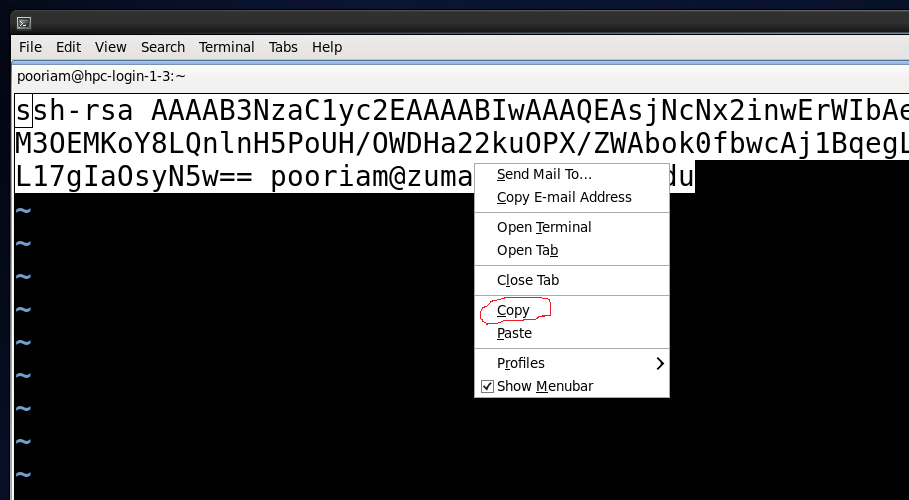 File Edit View Search Terminal Tabs Help
pooriam@hpc-login-1-3:~
ssh-rsa AAAAB3NzaC1yc2EAAAABIwAAAQEAsjNcNx2inwErWIbAe
M3OEMKoY8LQnlnH5PoUH/OWDHa22kuOPX/ZWAbok0fbwcAj1BqegL
L17gIaOsyN5w== pooriam@zuma du
Send Mail To...
Copy E-mail Address
Open Terminal
Open Tab
Close Tab
Copy
Paste
Profiles
Show Menubar
~
~
~
~
~
~
~
~
~